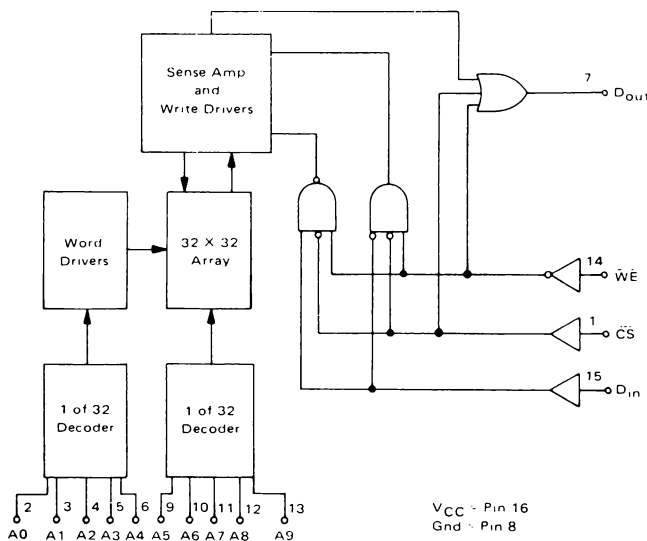 Sense Amp
and
Write Drivers
7
Dout
Word
Drivers
32 × 32
Array
14
WE
1
CS
15
Din
1 of 32
Decoder
1 of 32
Decoder
2 3 4 5 6 9 10 11 12 13
A0 A1 A2 A3 A4 A5 A6 A7 A8 A9
VCC = Pin 16
Gnd = Pin 8